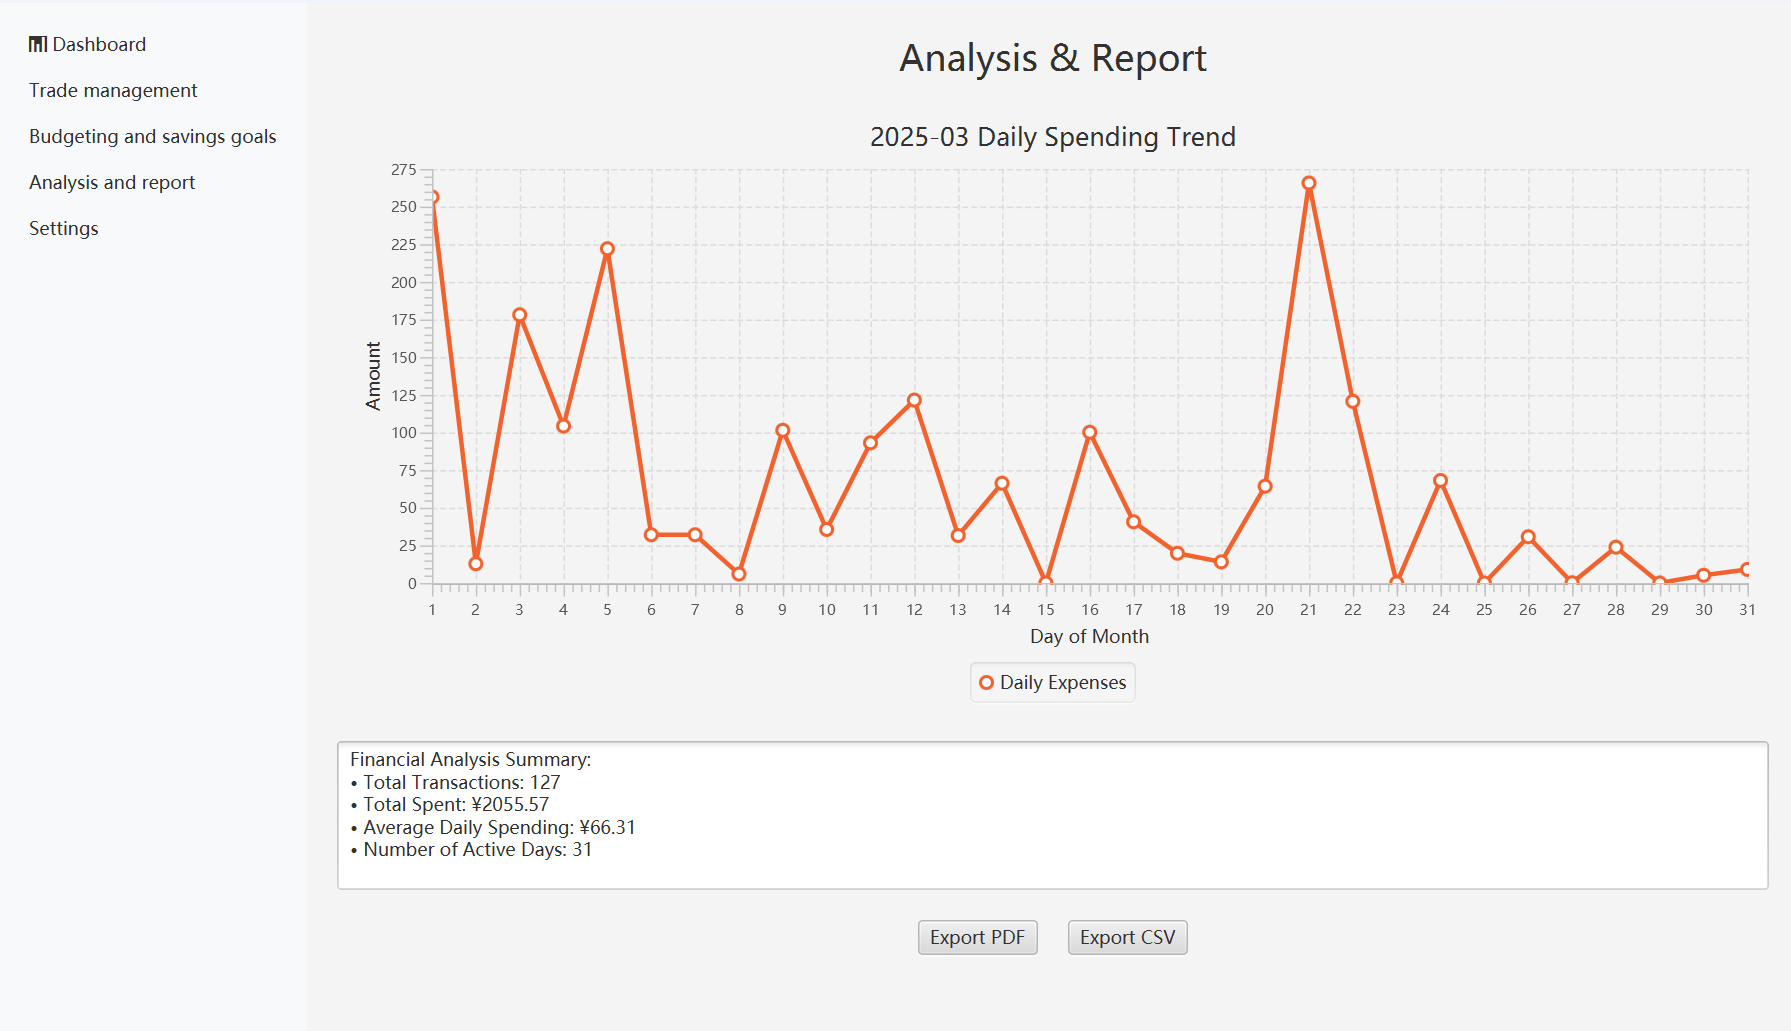 Dashboard
Trade management
Budgeting and savings goals
Analysis and report
Settings
Analysis & Report
2025-03 Daily Spending Trend
275
250
225
200
175
150
125
100
75
50
25
0
Amount
1 2 3 4 5 6 7 8 9 10 11 12 13 14 15 16 17 18 19 20 21 22 23 24 25 26 27 28 29 30 31
Day of Month
Daily Expenses
Financial Analysis Summary:
• Total Transactions: 127
• Total Spent: ¥2055.57
• Average Daily Spending: ¥66.31
• Number of Active Days: 31
Export PDF Export CSV